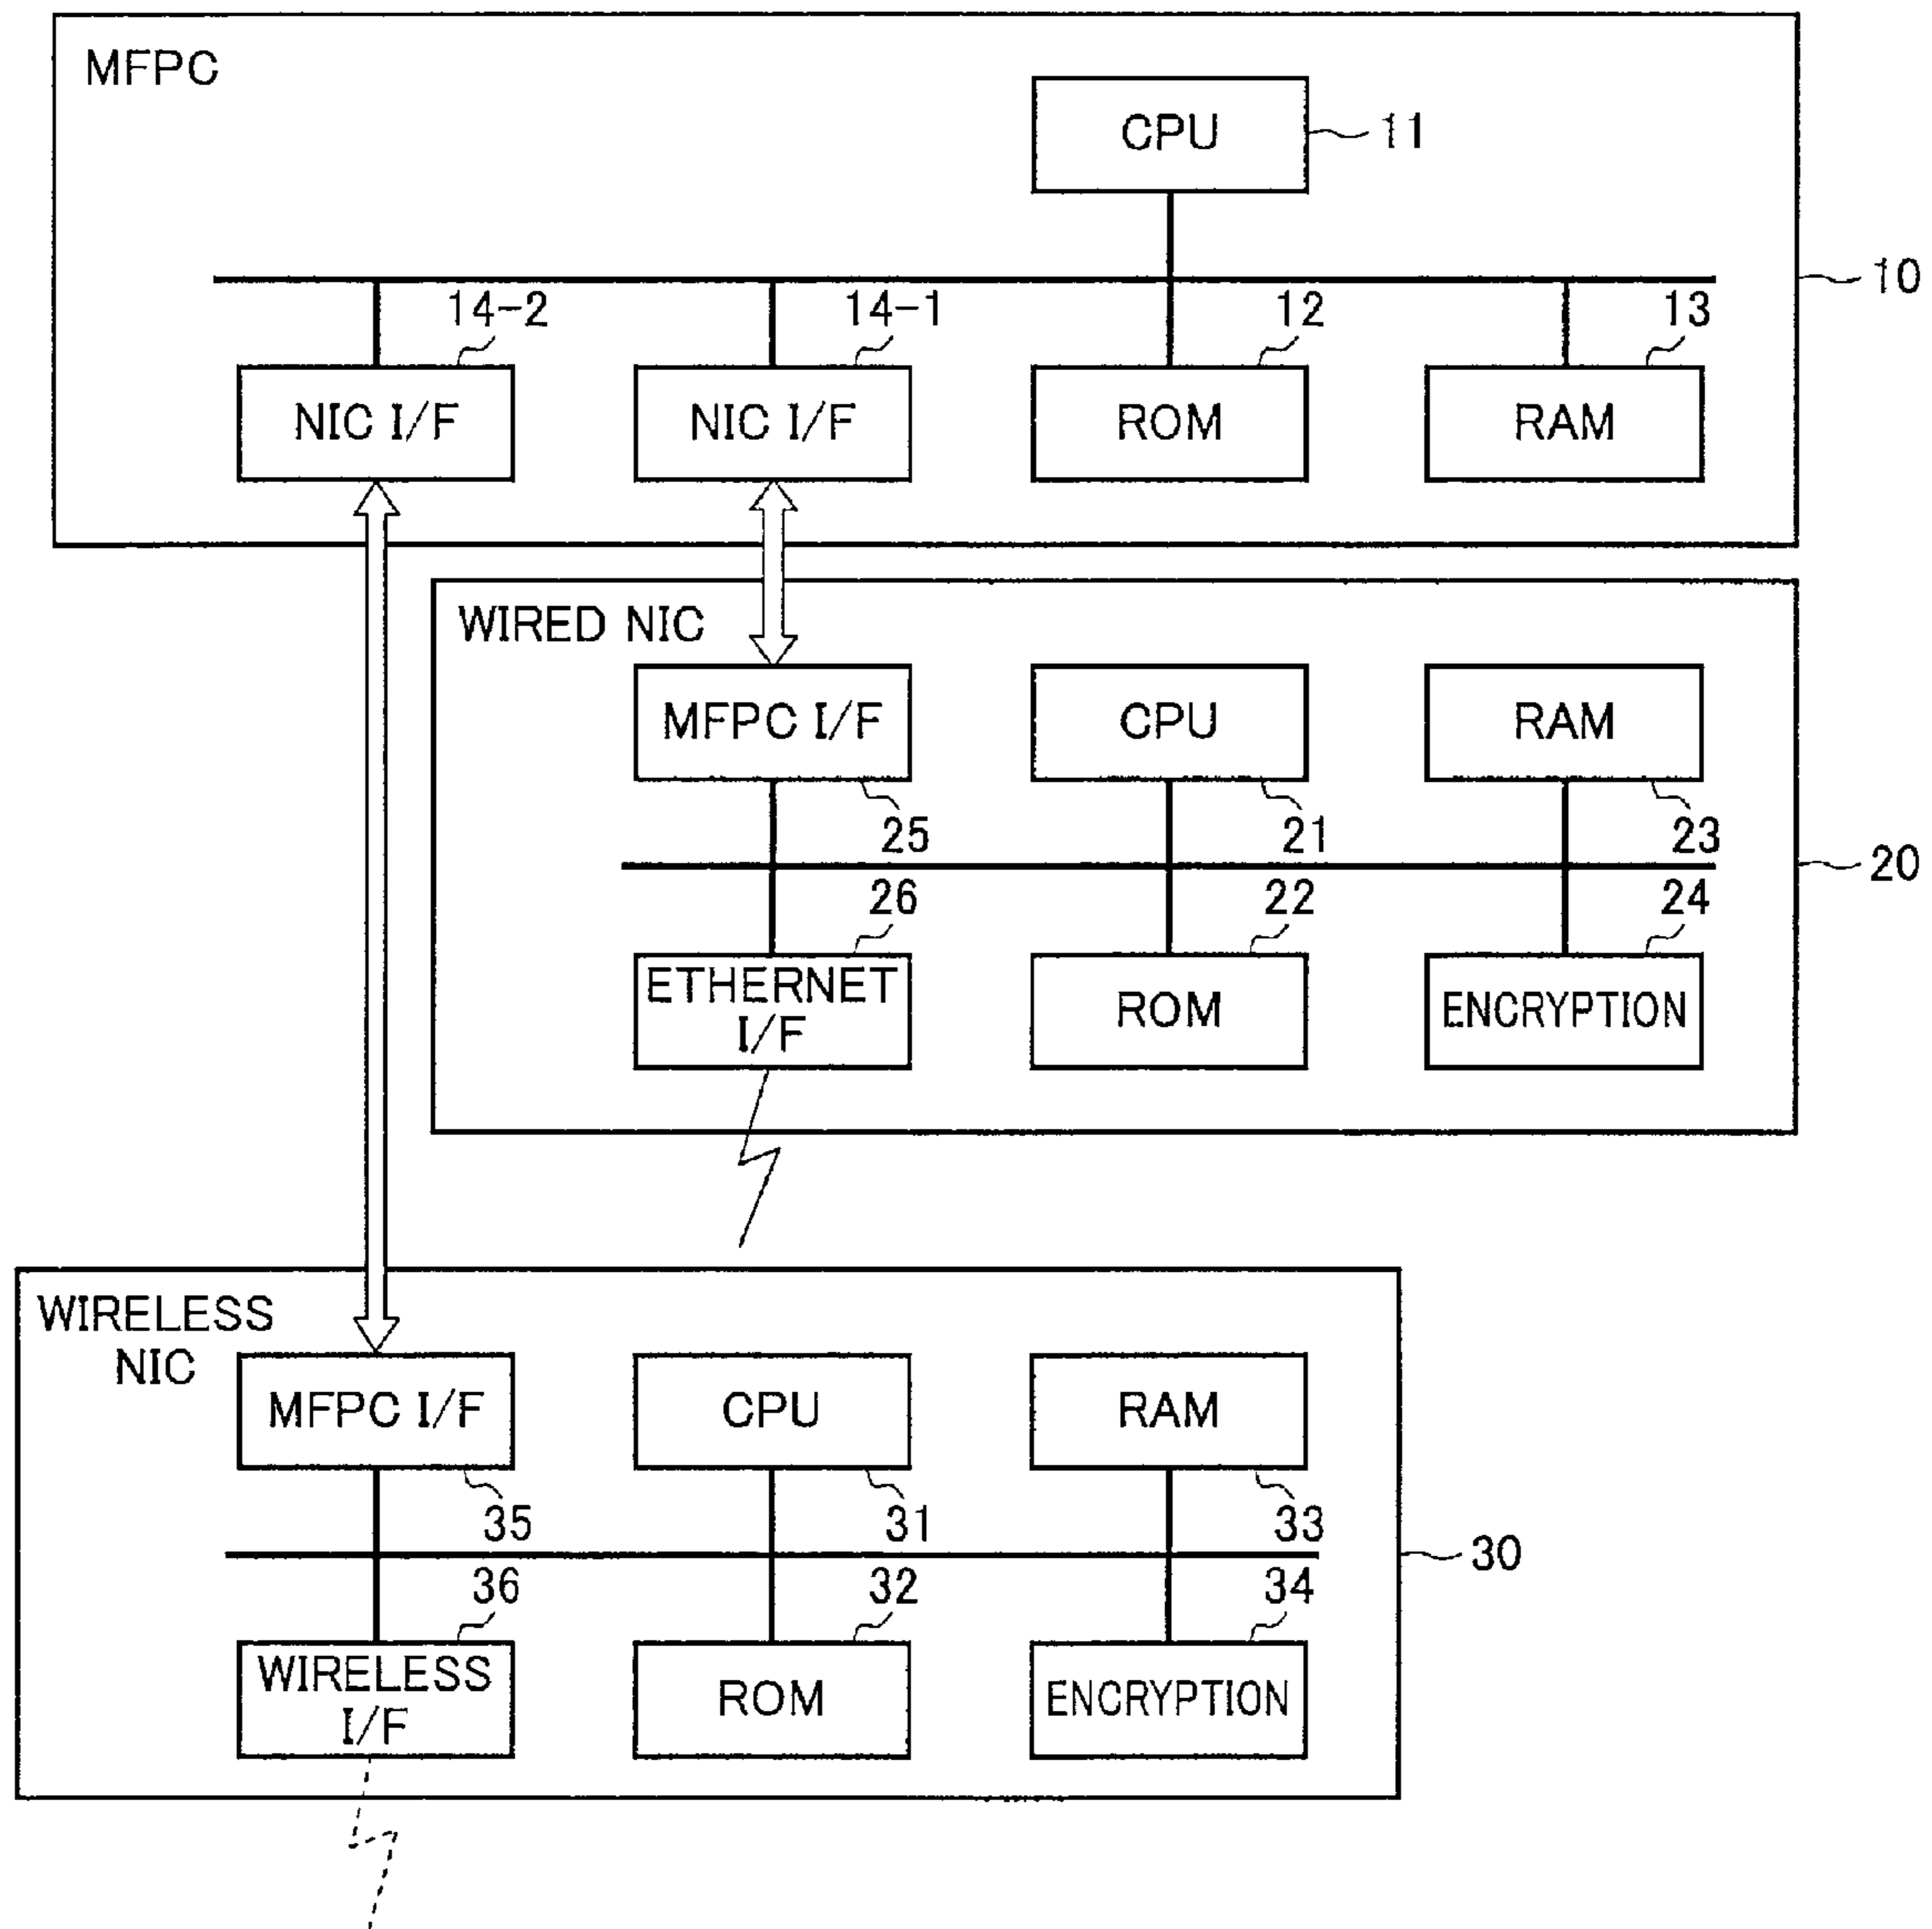 MFPC
CPU
11
10
14-2
14-1
12
13
NIC I/F
NIC I/F
ROM
RAM
WIRED NIC
MFPC I/F
CPU
RAM
25
21
23
20
26
22
24
ETHERNET
I/F
ROM
ENCRYPTION
WIRELESS
NIC
MFPC I/F
CPU
RAM
35
31
33
30
36
32
34
WIRELESS
I/F
ROM
ENCRYPTION